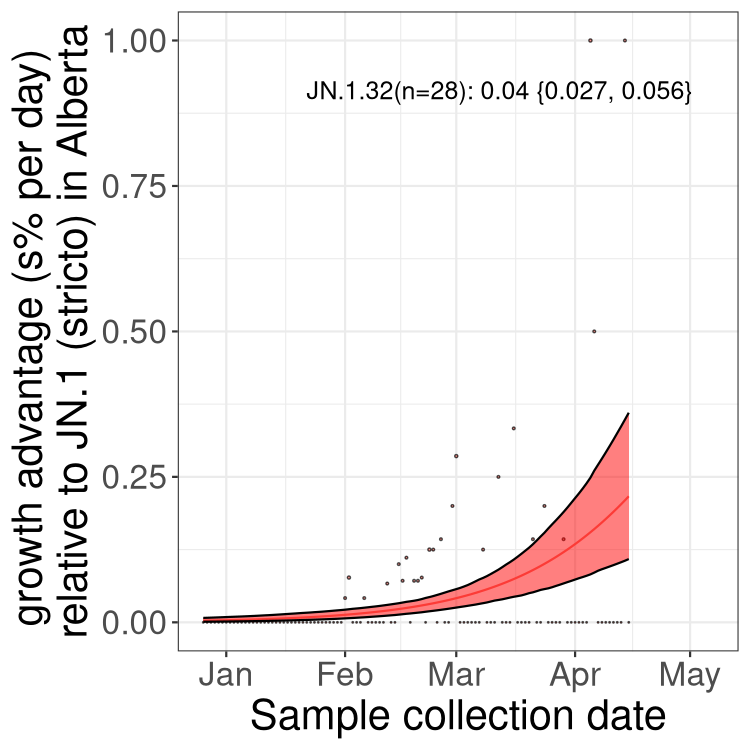 growth advantage (s% per day)
relative to JN.1 (stricto) in Alberta
1.00
0.75
0.50
0.25
0.00
JN.1.32(n=28): 0.04 {0.027, 0.056}
Jan Feb Mar Apr May
Sample collection date